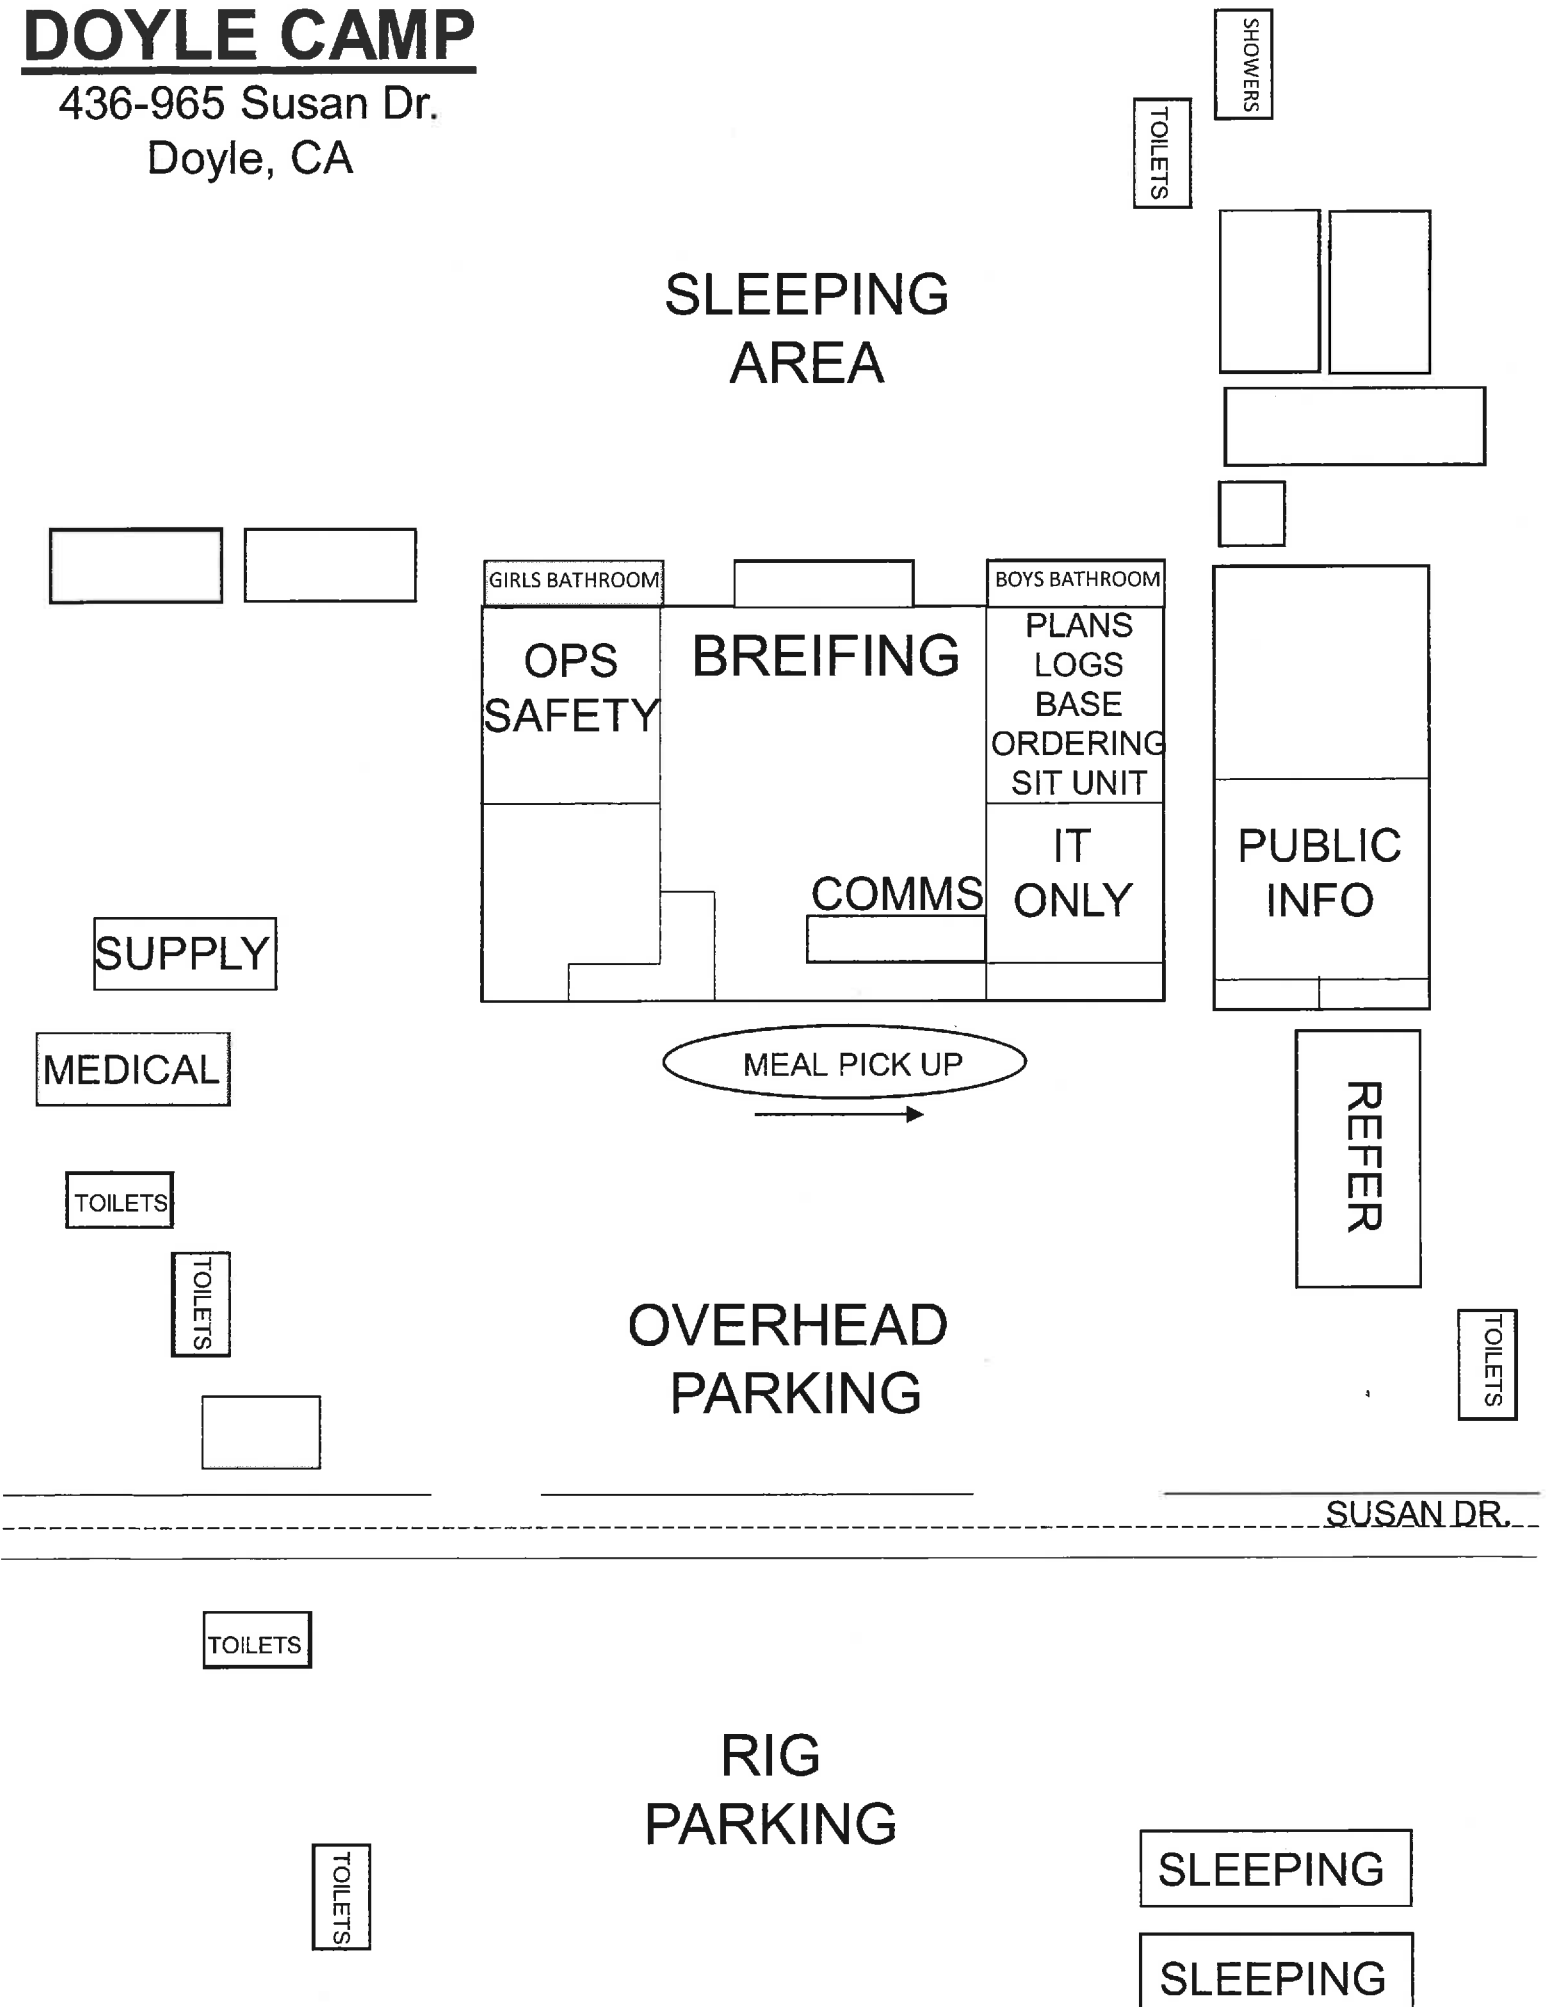 DOYLE CAMP
436-965 Susan Dr.
Doyle, CA
SHOWERS
TOILETS
SLEEPING
AREA
GIRLS BATHROOM
BOYS BATHROOM
OPS
SAFETY
BREIFING
PLANS
LOGS
BASE
ORDERING
SIT UNIT
IT
ONLY
COMMS
PUBLIC
INFO
SUPPLY
MEDICAL
MEAL PICK UP
REFER
TOILETS
TOILETS
OVERHEAD
PARKING
TOILETS
SUSAN DR.
TOILETS
RIG
PARKING
TOILETS
SLEEPING
SLEEPING